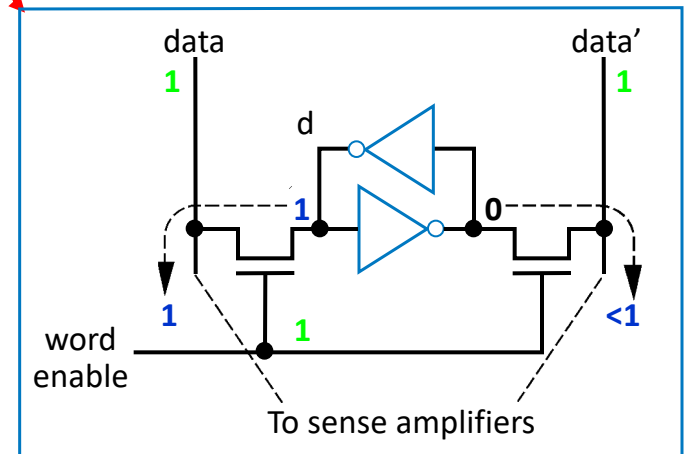 data data’
1 1
d
1 0
1 <1
1
word
enable
To sense amplifiers